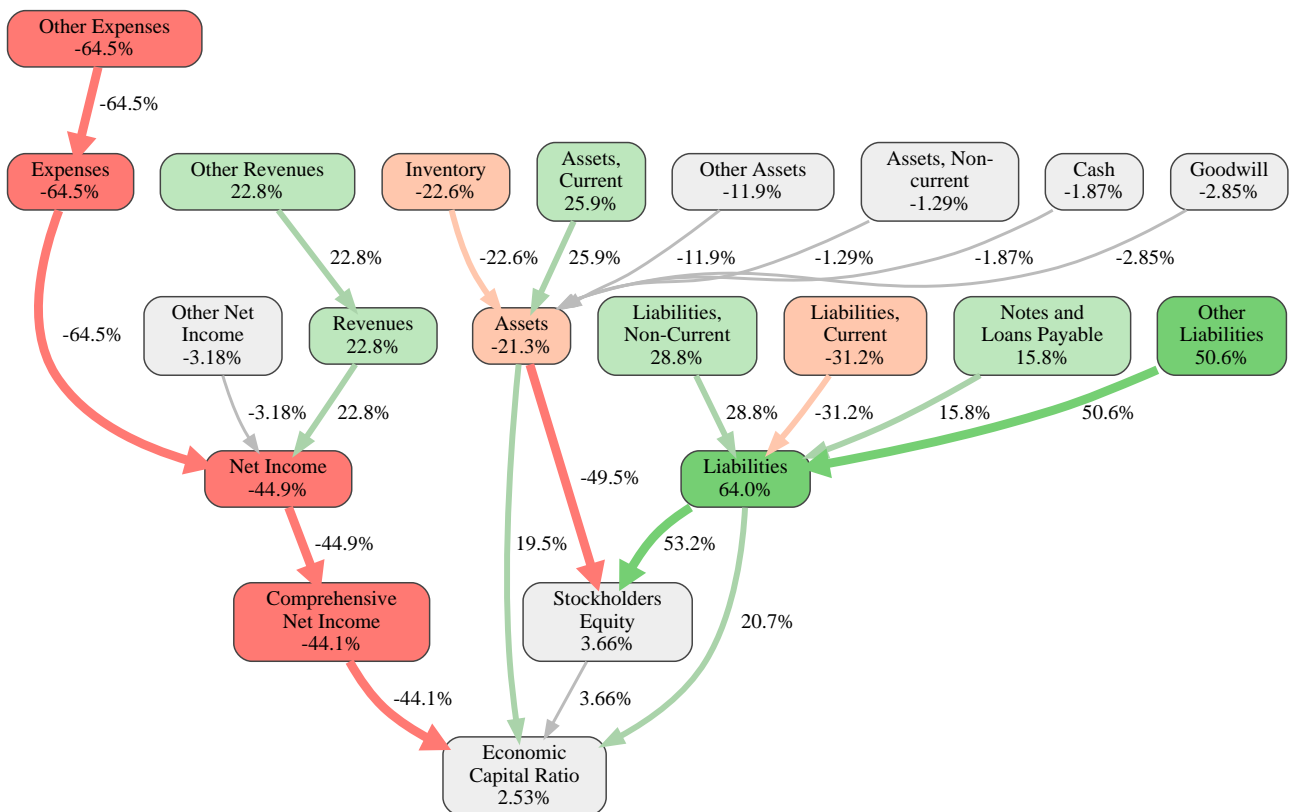 Other Expenses
-64.5%
-64.5%
Expenses
-64.5%
Other Revenues
22.8%
Inventory
-22.6%
Assets,
Current
25.9%
Other Assets
-11.9%
Assets, Non-
current
-1.29%
Cash
-1.87%
Goodwill
-2.85%
22.8%
-22.6%
25.9%
-11.9%
-1.29%
-1.87%
-2.85%
-64.5%
Other Net
Income
-3.18%
Revenues
22.8%
Assets
-21.3%
Liabilities,
Non-Current
28.8%
Liabilities,
Current
-31.2%
Notes and
Loans Payable
15.8%
Other
Liabilities
50.6%
-3.18%
22.8%
28.8%
-31.2%
15.8%
50.6%
Net Income
-44.9%
-49.5%
Liabilities
64.0%
-44.9%
19.5%
53.2%
Comprehensive
Net Income
-44.1%
Stockholders
Equity
3.66%
20.7%
-44.1%
3.66%
Economic
Capital Ratio
2.53%